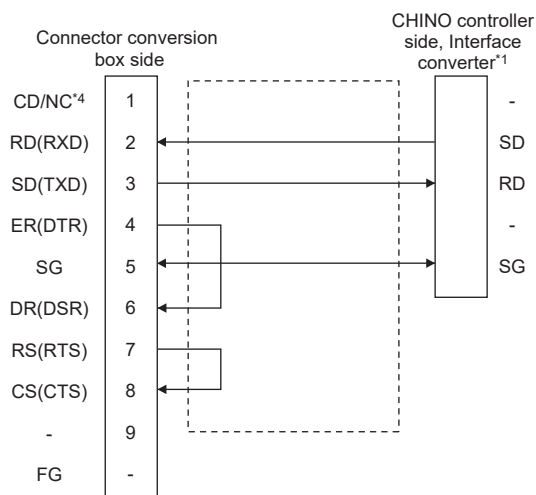 Connector conversion
box side
CHINO controller
side, Interface
converter*1
CD/NC*4 1 -
RD(RXD) 2 SD
SD(TXD) 3 RD
ER(DTR) 4 -
SG 5 SG
DR(DSR) 6
RS(RTS) 7
CS(CTS) 8
- 9
FG -